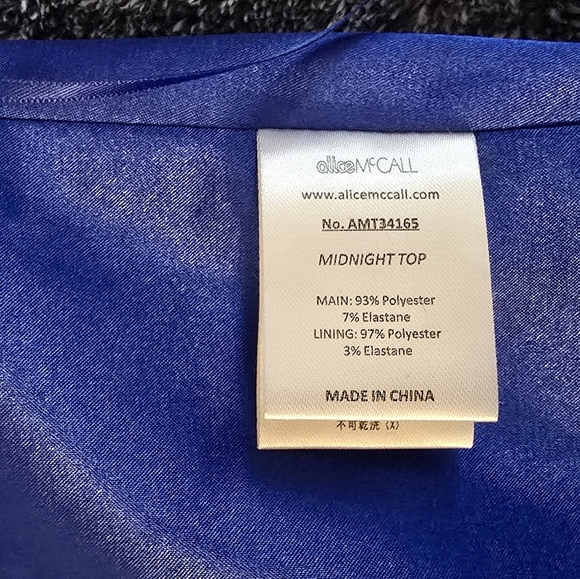 aliceMcCALL
www.alicemccall.com
No. AMT34165
MIDNIGHT TOP
MAIN: 93% Polyester
7% Elastane
LINING: 97% Polyester
3% Elastane
MADE IN CHINA
不可乾洗 (X)